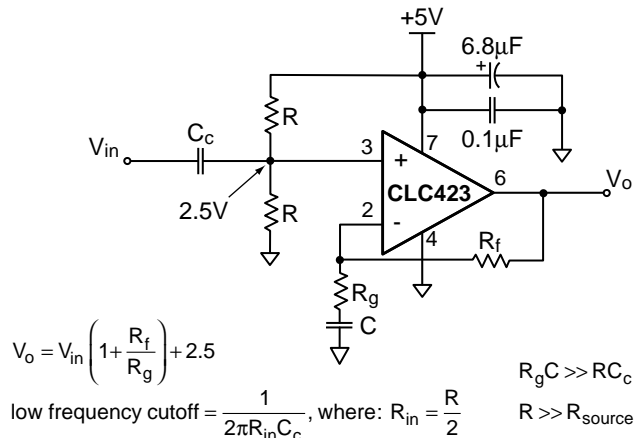 +5V
6.8µF
+
R
0.1µF
Cc
Vin
3
+
7
6
Vo
CLC423
2.5V
R
2
-
4
Rf
Rg
C
Vo = Vin (1 + Rf/Rg) + 2.5
RgC >> RCc
low frequency cutoff = 1/2πRinCc, where: Rin = R/2
R >> Rsource